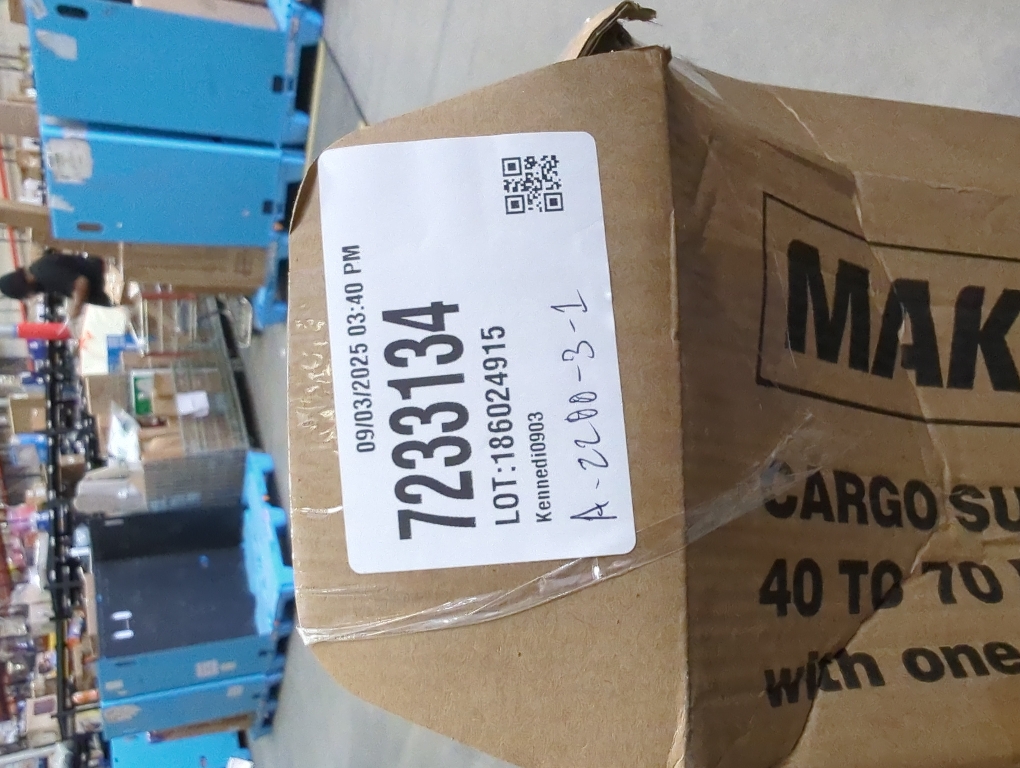 09/03/2025 03:40 PM
7233134
LOT:186024915
Kennedi0903
A-2200-3-1
MAK
CARGO SU
40 TO 70
with one